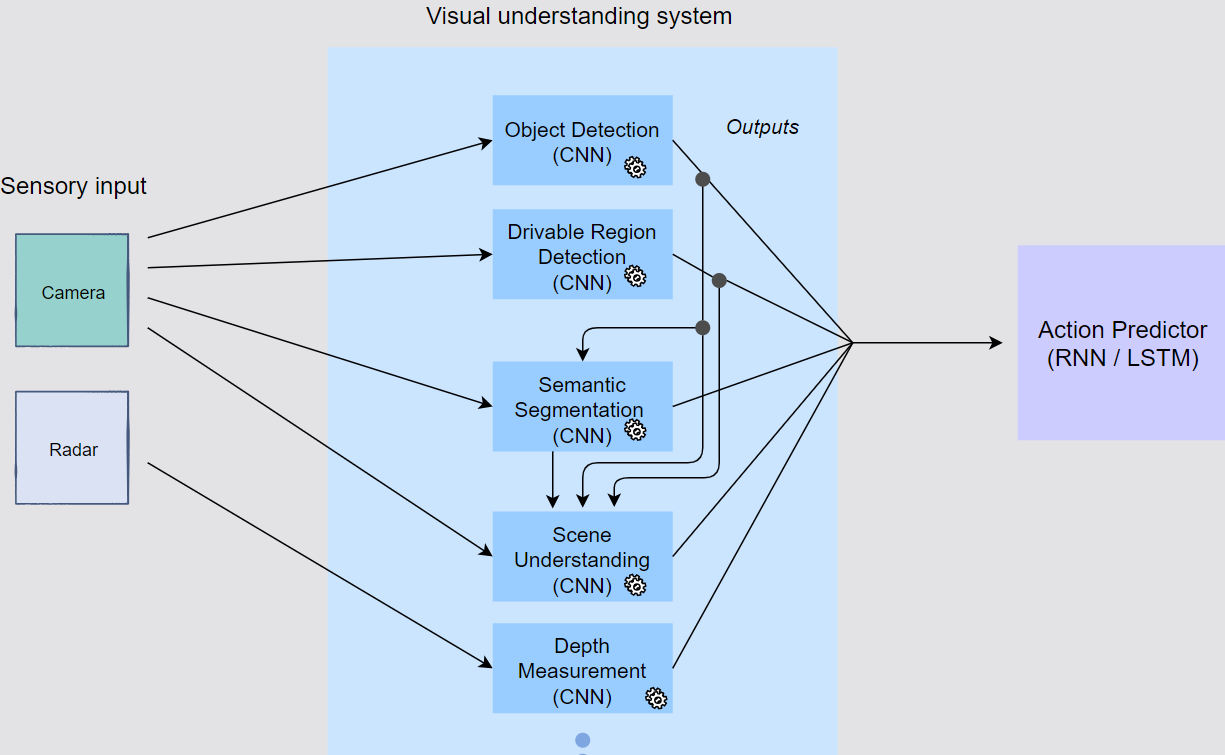 Visual understanding system
Sensory input
Camera
Radar
Object Detection
(CNN)
Outputs
Drivable Region
Detection
(CNN)
Semantic
Segmentation
(CNN)
Scene
Understanding
(CNN)
Depth
Measurement
(CNN)
Action Predictor
(RNN / LSTM)